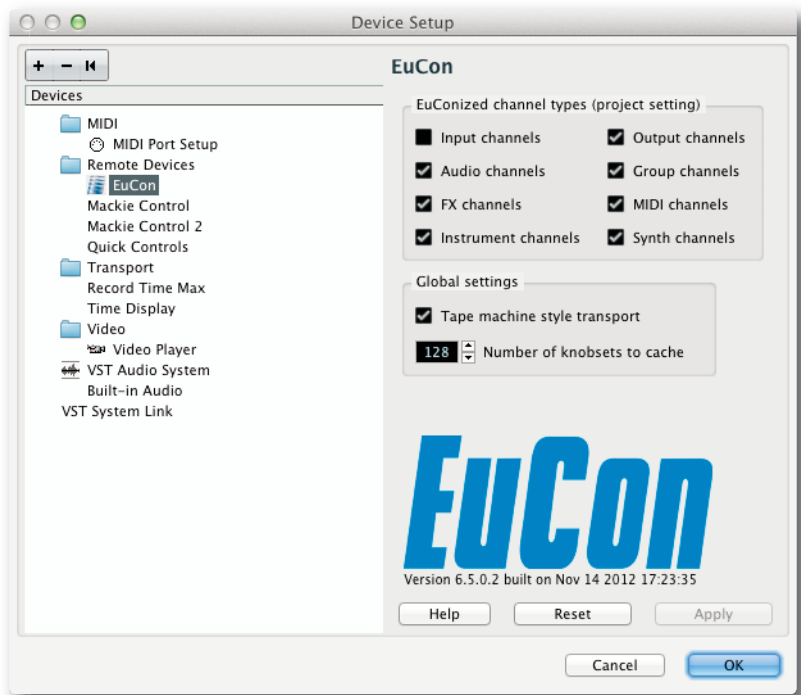 Device Setup
+ -
Devices
MIDI
MIDI Port Setup
Remote Devices
EuCon
Mackie Control
Mackie Control 2
Quick Controls
Transport
Record Time Max
Time Display
Video
Video Player
VST Audio System
Built-in Audio
VST System Link
EuCon
EuConized channel types (project setting)
Input channels
Output channels
Audio channels
Group channels
FX channels
MIDI channels
Instrument channels
Synth channels
Global settings
Tape machine style transport
128 Number of knobsets to cache
EuCon
Version 6.5.0.2 built on Nov 14 2012 17:23:35
Help
Reset
Apply
Cancel
OK